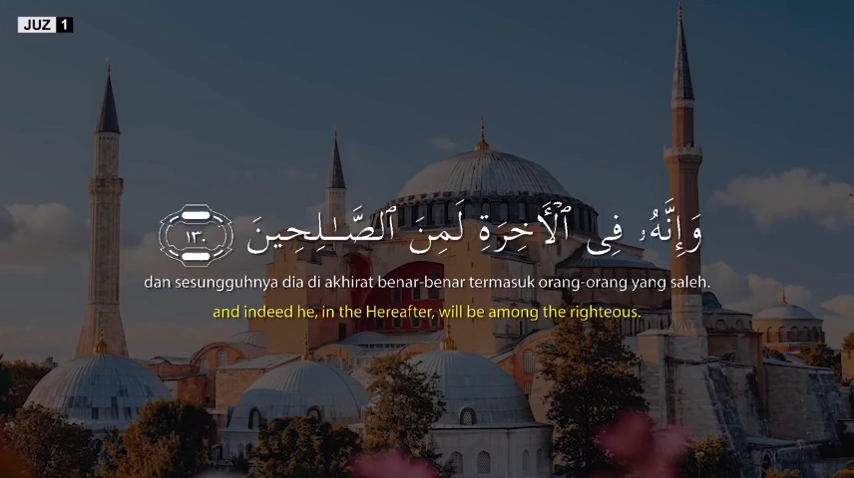 JUZ 1
وَإِنَّهُۥ فِى ٱلْأَخِرَةِ لَمِنَ ٱلصَّـٰلِحِينَ ١٣٠
dan sesungguhnya dia di akhirat benar-benar termasuk orang-orang yang saleh.
and indeed he, in the Hereafter, will be among the righteous.